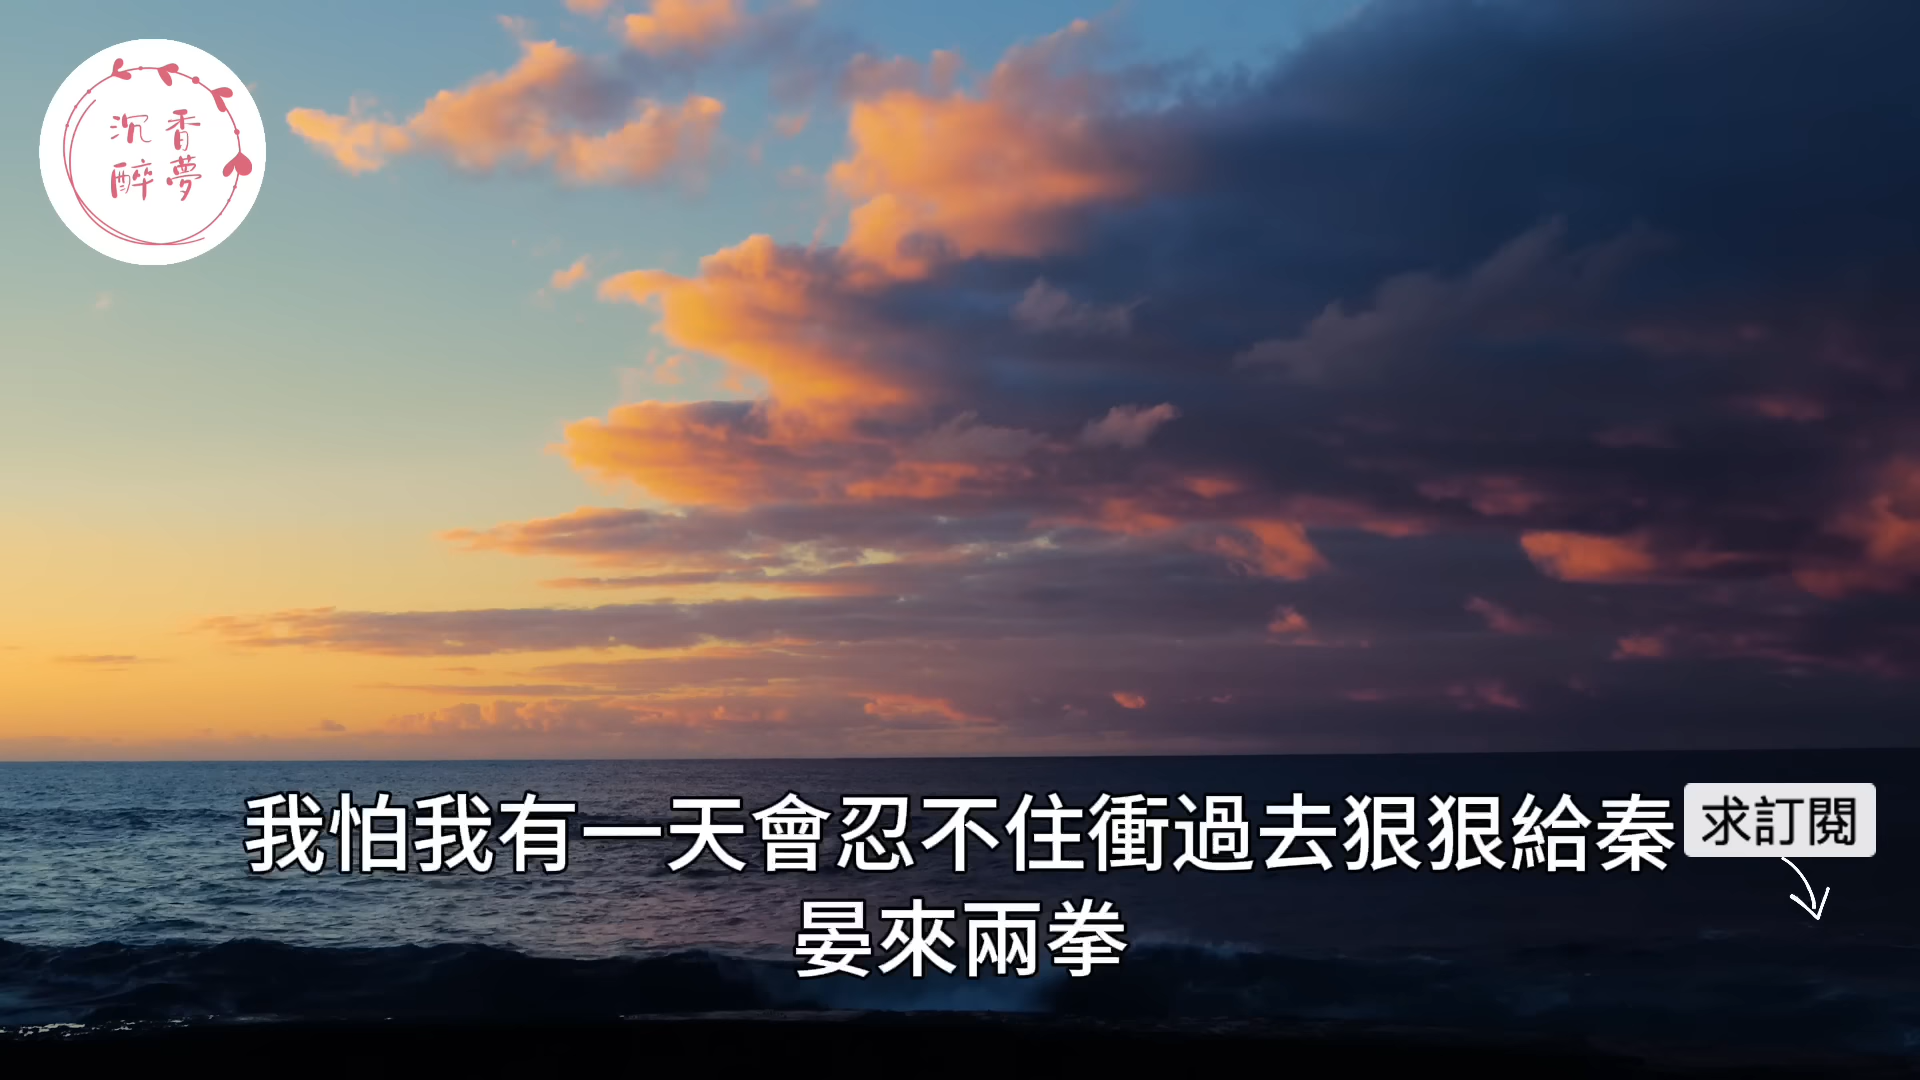 沉香
醉夢
我怕我有一天會忍不住衝過去狠狠給秦
晏來兩拳
求訂閱